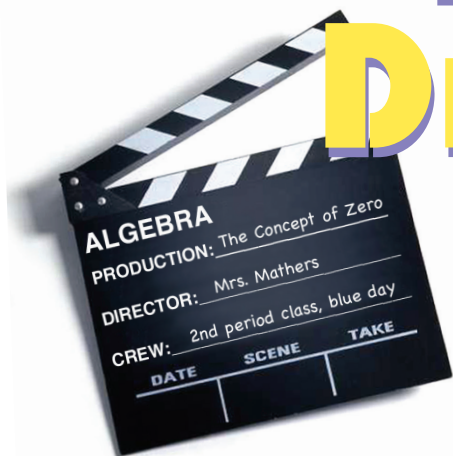 ALGEBRA
PRODUCTION: The Concept of Zero
DIRECTOR: Mrs. Mathers
CREW: 2nd period class, blue day
DATE SCENE TAKE